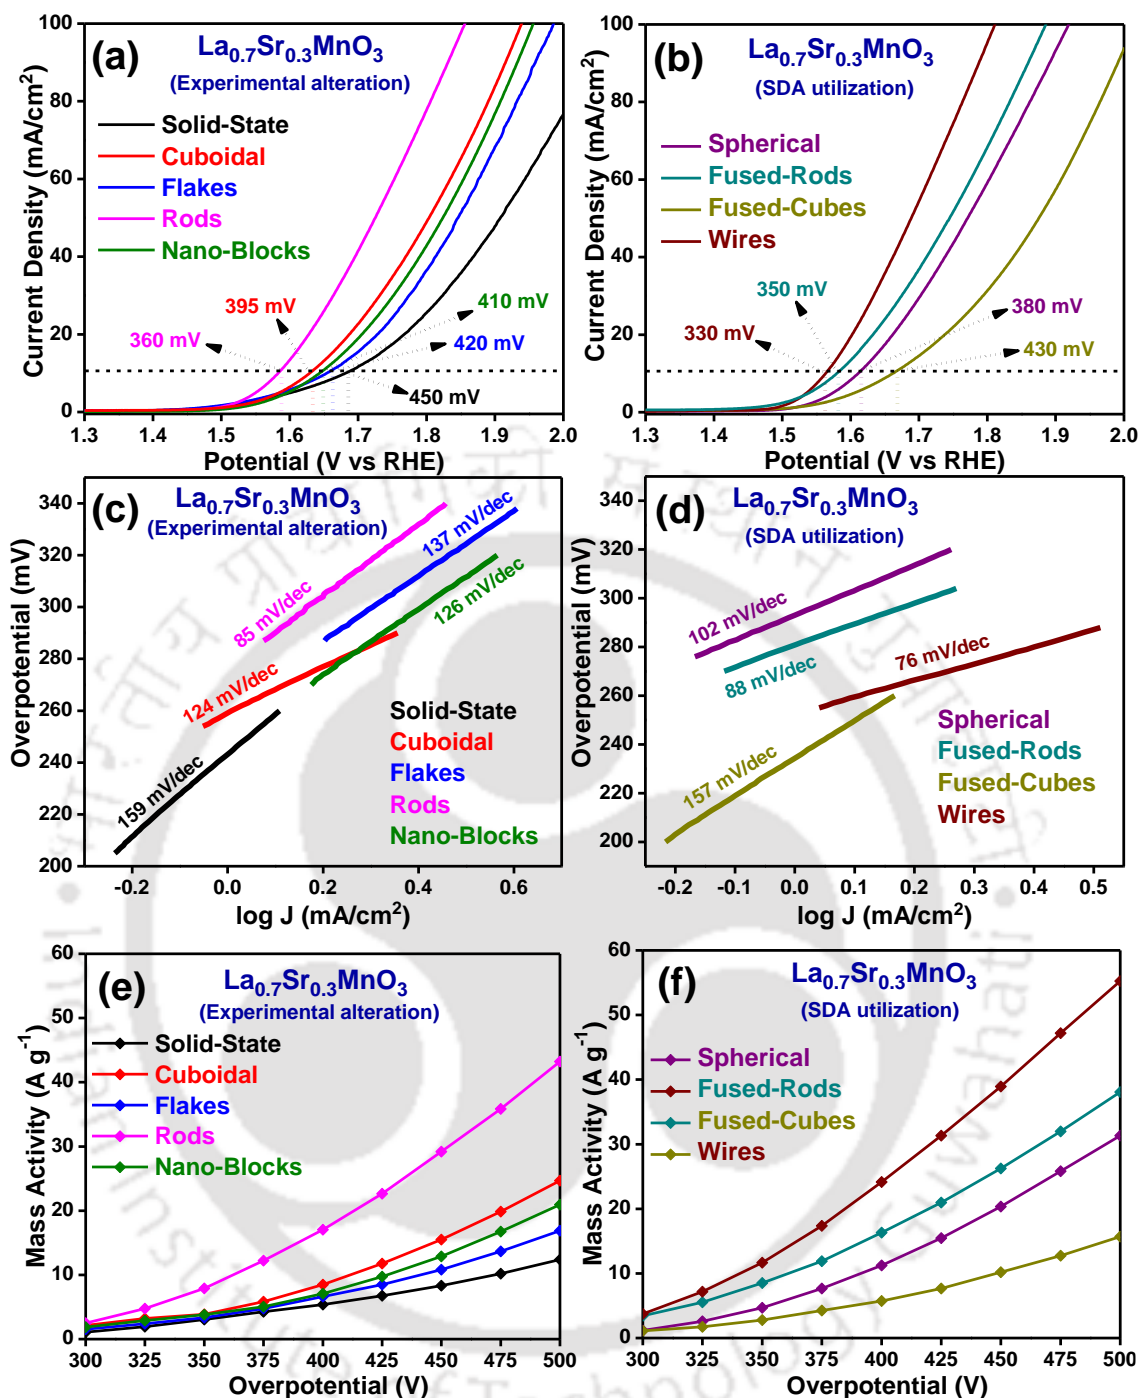 (a)
La0.7Sr0.3MnO3
(Experimental alteration)
Solid-State
Cuboidal
Flakes
Rods
Nano-Blocks
395 mV
360 mV
410 mV
420 mV
450 mV
100
80
60
40
20
0
1.3 1.4 1.5 1.6 1.7 1.8 1.9 2.0
Current Density (mA/cm2)
Potential (V vs RHE)
(b)
La0.7Sr0.3MnO3
(SDA utilization)
Spherical
Fused-Rods
Fused-Cubes
Wires
350 mV
330 mV
380 mV
430 mV
100
80
60
40
20
0
1.3 1.4 1.5 1.6 1.7 1.8 1.9 2.0
Current Density (mA/cm2)
Potential (V vs RHE)
(c)
La0.7Sr0.3MnO3
(Experimental alteration)
137 mV/dec
85 mV/dec
126 mV/dec
124 mV/dec
159 mV/dec
Solid-State
Cuboidal
Flakes
Rods
Nano-Blocks
340
320
300
280
260
240
220
200
-0.2 0.0 0.2 0.4 0.6
Overpotential (mV)
log J (mA/cm2)
(d)
La0.7Sr0.3MnO3
(SDA utilization)
102 mV/dec
88 mV/dec
76 mV/dec
157 mV/dec
Spherical
Fused-Rods
Fused-Cubes
Wires
340
320
300
280
260
240
220
200
-0.2 -0.1 0.0 0.1 0.2 0.3 0.4 0.5
Overpotential (mV)
log J (mA/cm2)
(e)
La0.7Sr0.3MnO3
(Experimental alteration)
Solid-State
Cuboidal
Flakes
Rods
Nano-Blocks
60
50
40
30
20
10
0
300 325 350 375 400 425 450 475 500
Mass Activity (A g-1)
Overpotential (V)
(f)
La0.7Sr0.3MnO3
(SDA utilization)
Spherical
Fused-Rods
Fused-Cubes
Wires
60
50
40
30
20
10
0
300 325 350 375 400 425 450 475 500
Mass Activity (A g-1)
Overpotential (V)
Indian Institute of Technology Guwahati